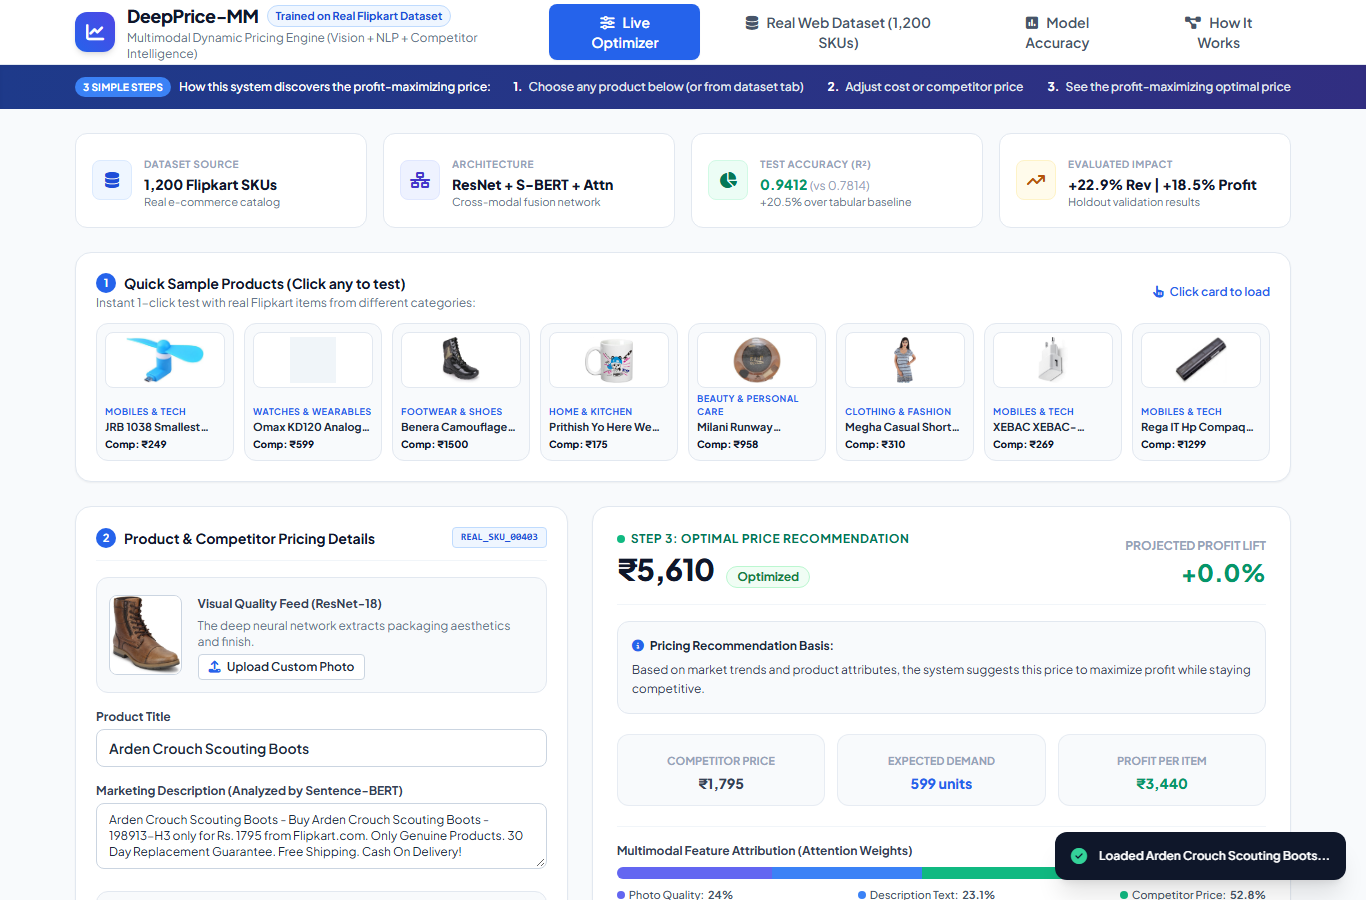 DeepPrice-MM
Trained on Real Flipkart Dataset
Multimodal Dynamic Pricing Engine (Vision + NLP + Competitor
Intelligence)
Live
Optimizer
Real Web Dataset (1,200
SKUs)
Model
Accuracy
How It
Works
3 SIMPLE STEPS How this system discovers the profit-maximizing price: 1. Choose any product below (or from dataset tab) 2. Adjust cost or competitor price 3. See the profit-maximizing optimal price
DATASET SOURCE
1,200 Flipkart SKUs
Real e-commerce catalog
ARCHITECTURE
ResNet + S-BERT + Attn
Cross-modal fusion network
TEST ACCURACY (R²)
0.9412 (vs 0.7814)
+20.5% over tabular baseline
EVALUATED IMPACT
+22.9% Rev | +18.5% Profit
Holdout validation results
1 Quick Sample Products (Click any to test)
Instant 1-click test with real Flipkart items from different categories:
Click card to load
MOBILES & TECH
JRB 1038 Smallest...
Comp: ₹249
WATCHES & WEARABLES
Omax KD120 Analog...
Comp: ₹599
FOOTWEAR & SHOES
Benera Camouflage...
Comp: ₹1500
HOME & KITCHEN
Prithish Yo Here We...
Comp: ₹175
BEAUTY & PERSONAL
CARE
Milani Runway...
Comp: ₹958
CLOTHING & FASHION
Megha Casual Short...
Comp: ₹310
MOBILES & TECH
XEBAC XEBAC-...
Comp: ₹269
MOBILES & TECH
Rega IT Hp Compaq...
Comp: ₹1299
2 Product & Competitor Pricing Details
REAL_SKU_00403
Visual Quality Feed (ResNet-18)
The deep neural network extracts packaging aesthetics
and finish.
Upload Custom Photo
Product Title
Arden Crouch Scouting Boots
Marketing Description (Analyzed by Sentence-BERT)
Arden Crouch Scouting Boots - Buy Arden Crouch Scouting Boots -
198913-H3 only for Rs. 1795 from Flipkart.com. Only Genuine Products. 30
Day Replacement Guarantee. Free Shipping. Cash On Delivery!
STEP 3: OPTIMAL PRICE RECOMMENDATION
₹5,610 Optimized
PROJECTED PROFIT LIFT
+0.0%
Pricing Recommendation Basis:
Based on market trends and product attributes, the system suggests this price to maximize profit while staying
competitive.
COMPETITOR PRICE
₹1,795
EXPECTED DEMAND
599 units
PROFIT PER ITEM
₹3,440
Multimodal Feature Attribution (Attention Weights)
Photo Quality: 24%
Description Text: 23.1%
Competitor Price: 52.8%
Loaded Arden Crouch Scouting Boots...